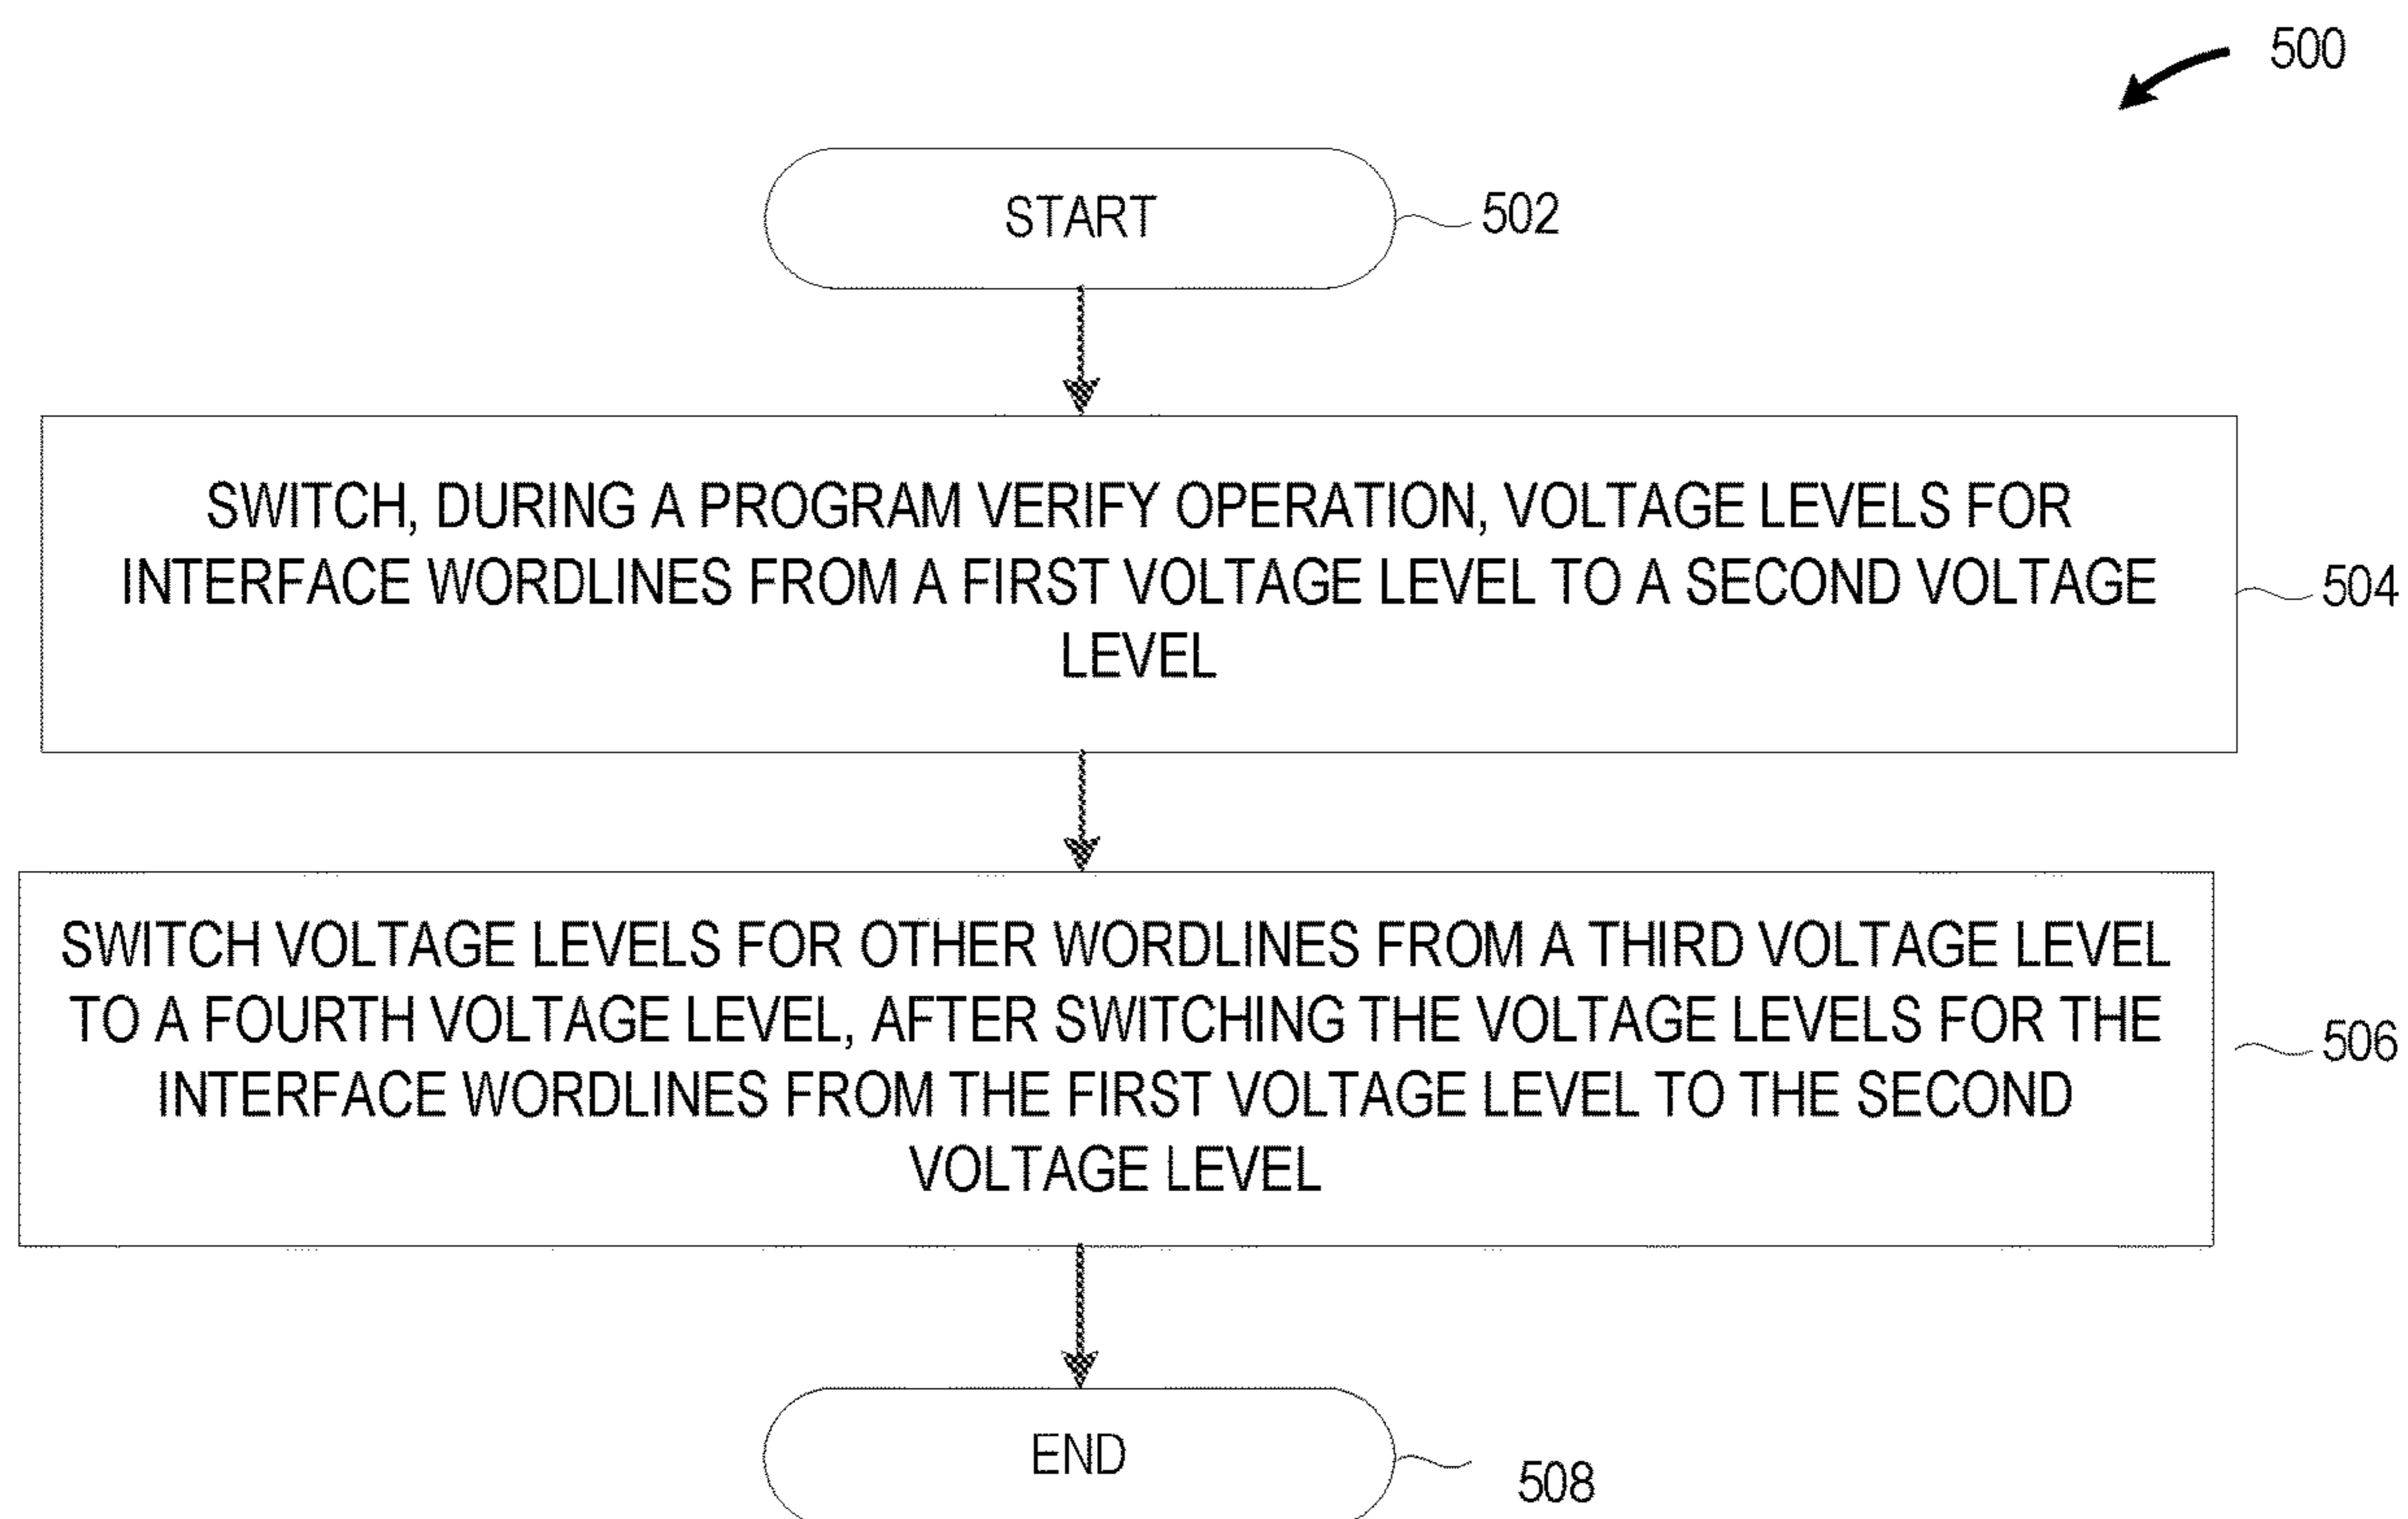 500
START
502
SWITCH, DURING A PROGRAM VERIFY OPERATION, VOLTAGE LEVELS FOR
INTERFACE WORDLINES FROM A FIRST VOLTAGE LEVEL TO A SECOND VOLTAGE
LEVEL
504
SWITCH VOLTAGE LEVELS FOR OTHER WORDLINES FROM A THIRD VOLTAGE LEVEL
TO A FOURTH VOLTAGE LEVEL, AFTER SWITCHING THE VOLTAGE LEVELS FOR THE
INTERFACE WORDLINES FROM THE FIRST VOLTAGE LEVEL TO THE SECOND
VOLTAGE LEVEL
506
END
508